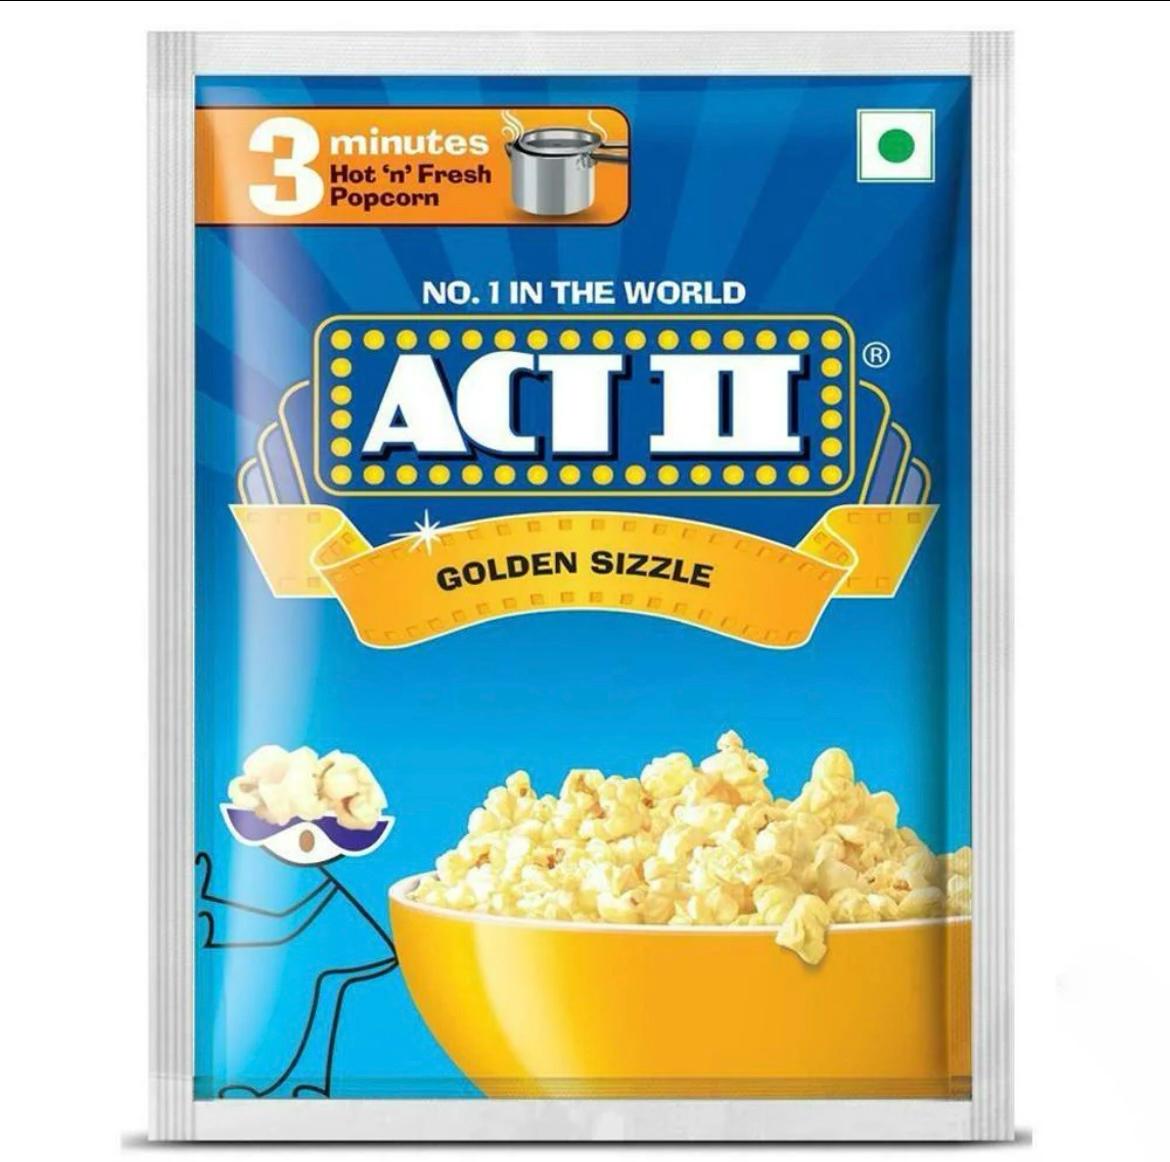 3 minutes
Hot ‘n’ Fresh
Popcorn
NO. 1 IN THE WORLD
ACT II ®
GOLDEN SIZZLE